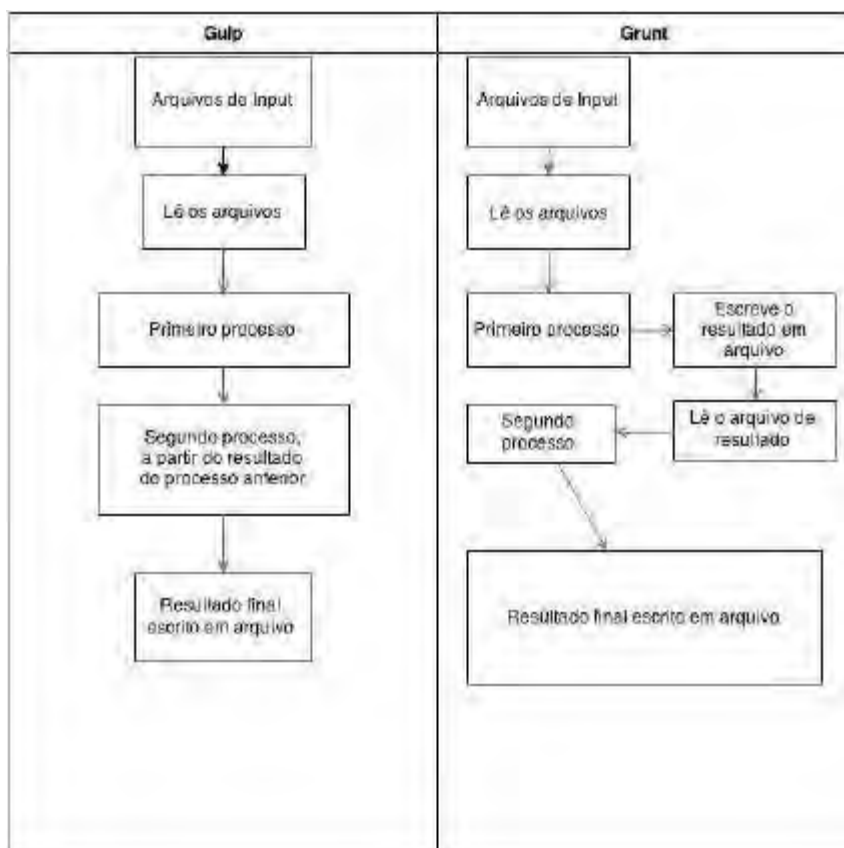 Gulp
Arquivos de Input
Lê os arquivos
Primeiro processo
Segundo processo,
a partir do resultado
do processo anterior
Resultado final
escrito em arquivo
Grunt
Arquivos de Input
Lê os arquivos
Primeiro processo
Escreve o
resultado em
arquivo
Lê o arquivo de
resultado
Segundo
processo
Resultado final escrito em arquivo